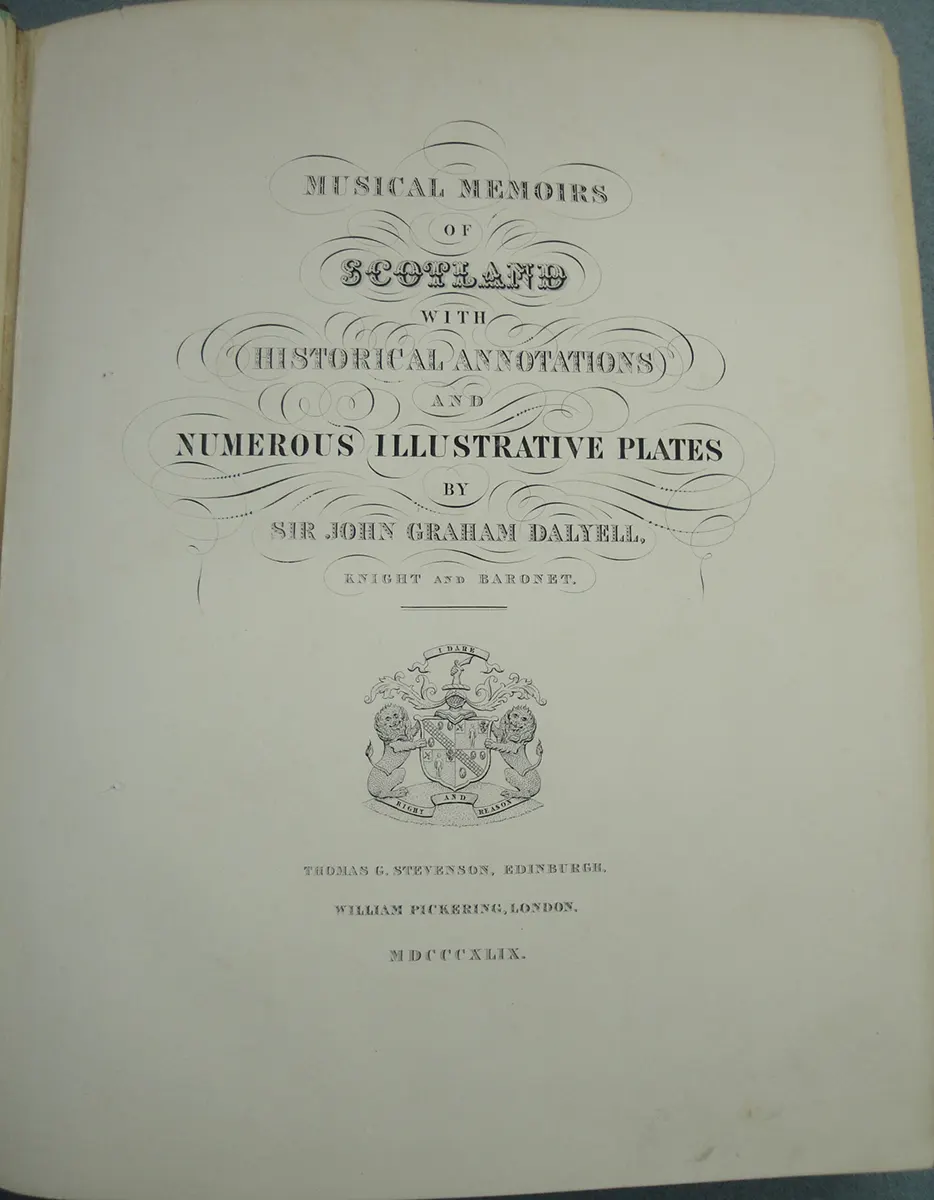 MUSICAL MEMOIRS
OF
SCOTLAND
WITH
HISTORICAL ANNOTATIONS
AND
NUMEROUS ILLUSTRATIVE PLATES
BY
SIR JOHN GRAHAM DALYELL,
KNIGHT AND BARONET.
I DARE
RIGHT AND REASON
THOMAS G. STEVENSON, EDINBURGH.
WILLIAM PICKERING, LONDON.
MDCCCXLIX.